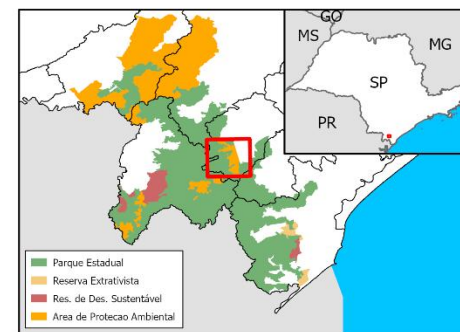 GO
MS
MG
SP
PR
Parque Estadual
Reserva Extrativista
Res. de Des. Sustentável
Area de Protecao Ambiental